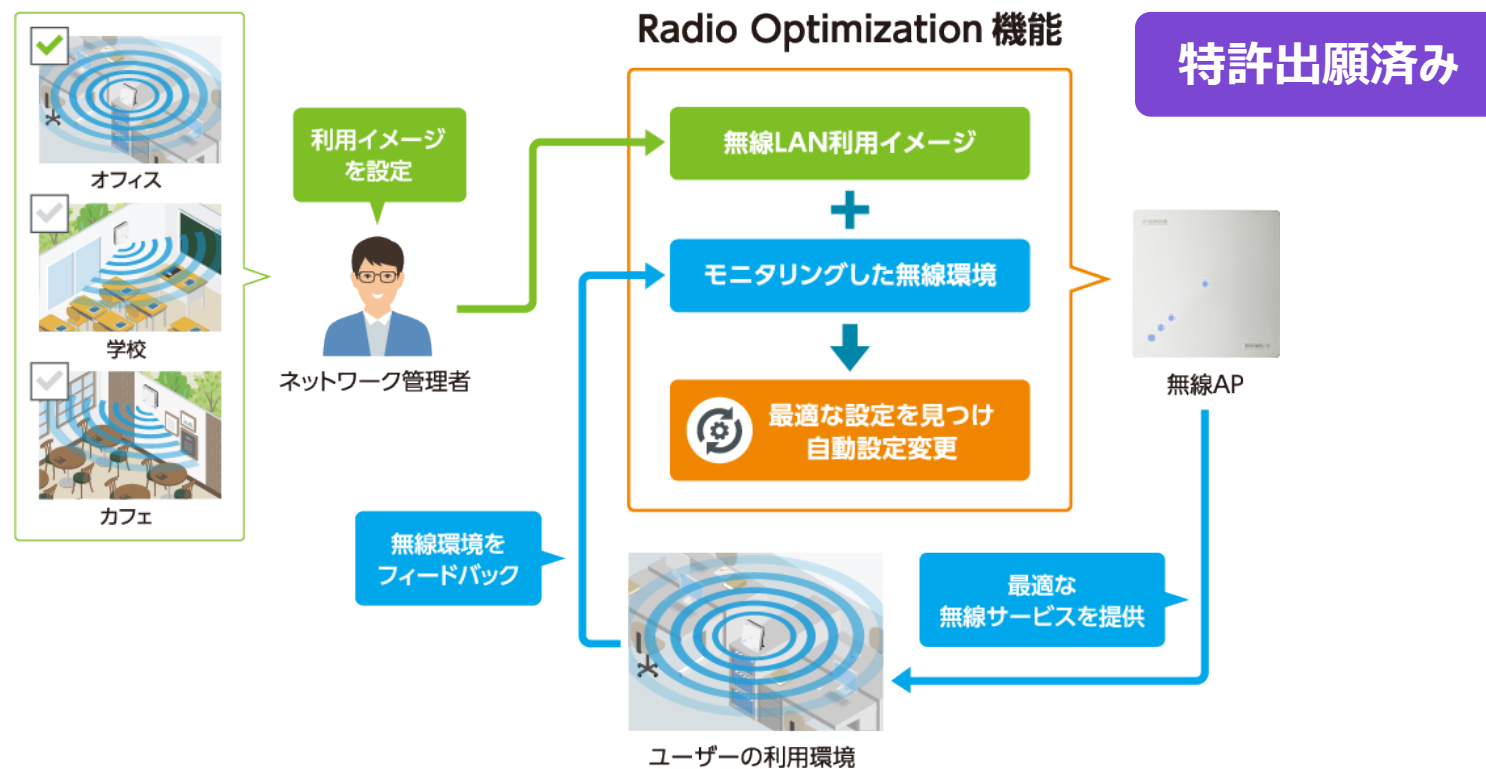 Radio Optimization 機能
特許出願済み
オフィス
学校
カフェ
利用イメージ
を設定
ネットワーク管理者
無線LAN利用イメージ
+
モニタリングした無線環境
最適な設定を見つけ
自動設定変更
無線AP
無線環境を
フィードバック
最適な
無線サービスを提供
ユーザーの利用環境